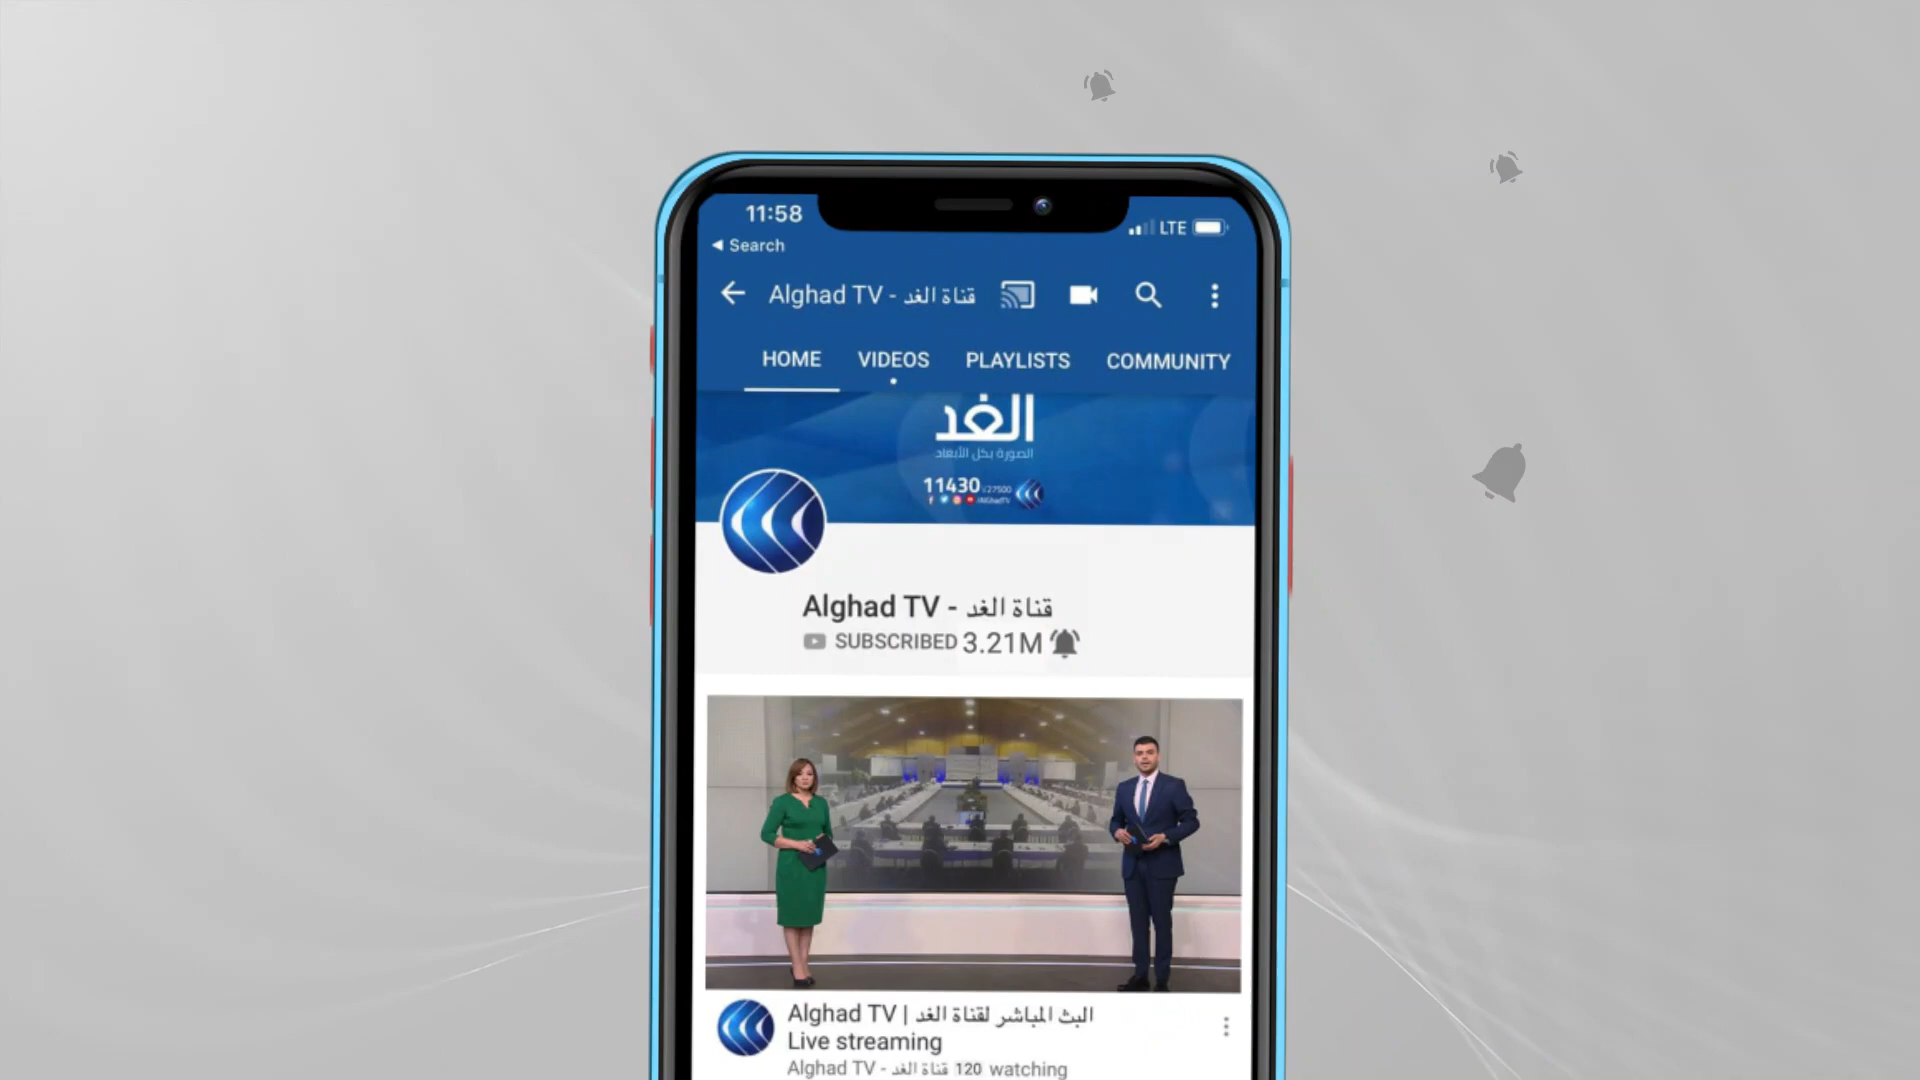 11:58
LTE
Search
Alghad TV - قناة الغد
HOME VIDEOS PLAYLISTS COMMUNITY
الغد
الصورة بكل الأبعاد
11430 V27500
/AlGhadTV
Alghad TV - قناة الغد
SUBSCRIBED 3.21M
Alghad TV | البث المباشر لقناة الغد
Live streaming
Alghad TV - قناة الغد 120 watching